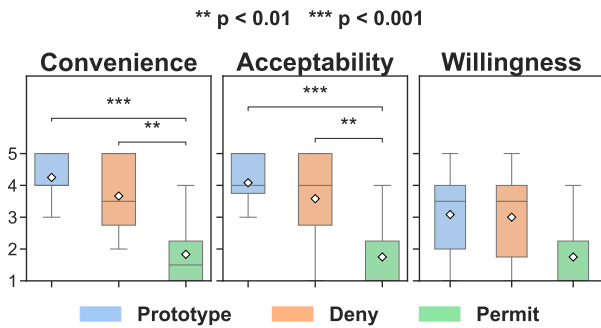 ** p < 0.01 *** p < 0.001
Convenience Acceptability Willingness
*** ***
** **
5
4
3
2
1
Prototype Deny Permit